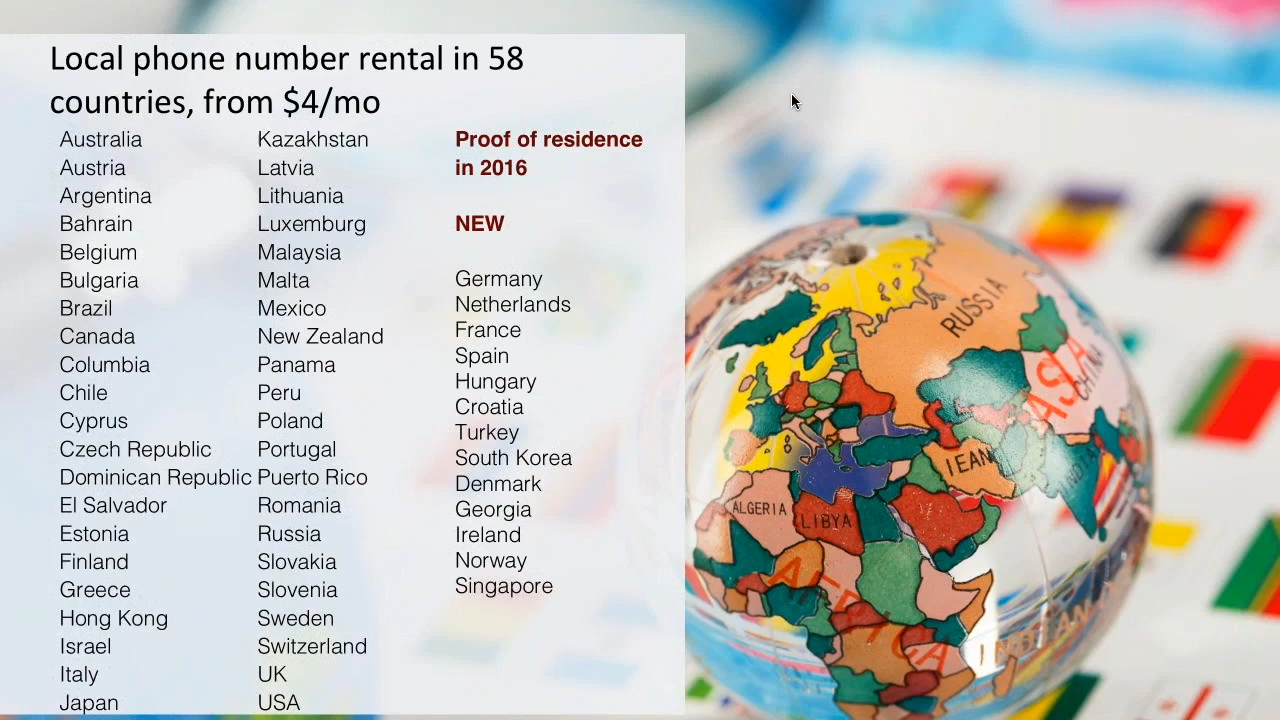 Local phone number rental in 58
countries, from $4/mo
Australia
Austria
Argentina
Bahrain
Belgium
Bulgaria
Brazil
Canada
Columbia
Chile
Cyprus
Czech Republic
Dominican Republic
El Salvador
Estonia
Finland
Greece
Hong Kong
Israel
Italy
Japan
Kazakhstan
Latvia
Lithuania
Luxemburg
Malaysia
Malta
Mexico
New Zealand
Panama
Peru
Poland
Portugal
Puerto Rico
Romania
Russia
Slovakia
Slovenia
Sweden
Switzerland
UK
USA
Proof of residence
in 2016
NEW
Germany
Netherlands
France
Spain
Hungary
Croatia
Turkey
South Korea
Denmark
Georgia
Ireland
Norway
Singapore
RUSSIA
ASIA
CHINA
ALGERIA
LIBYA
AFRICA
INDIAN